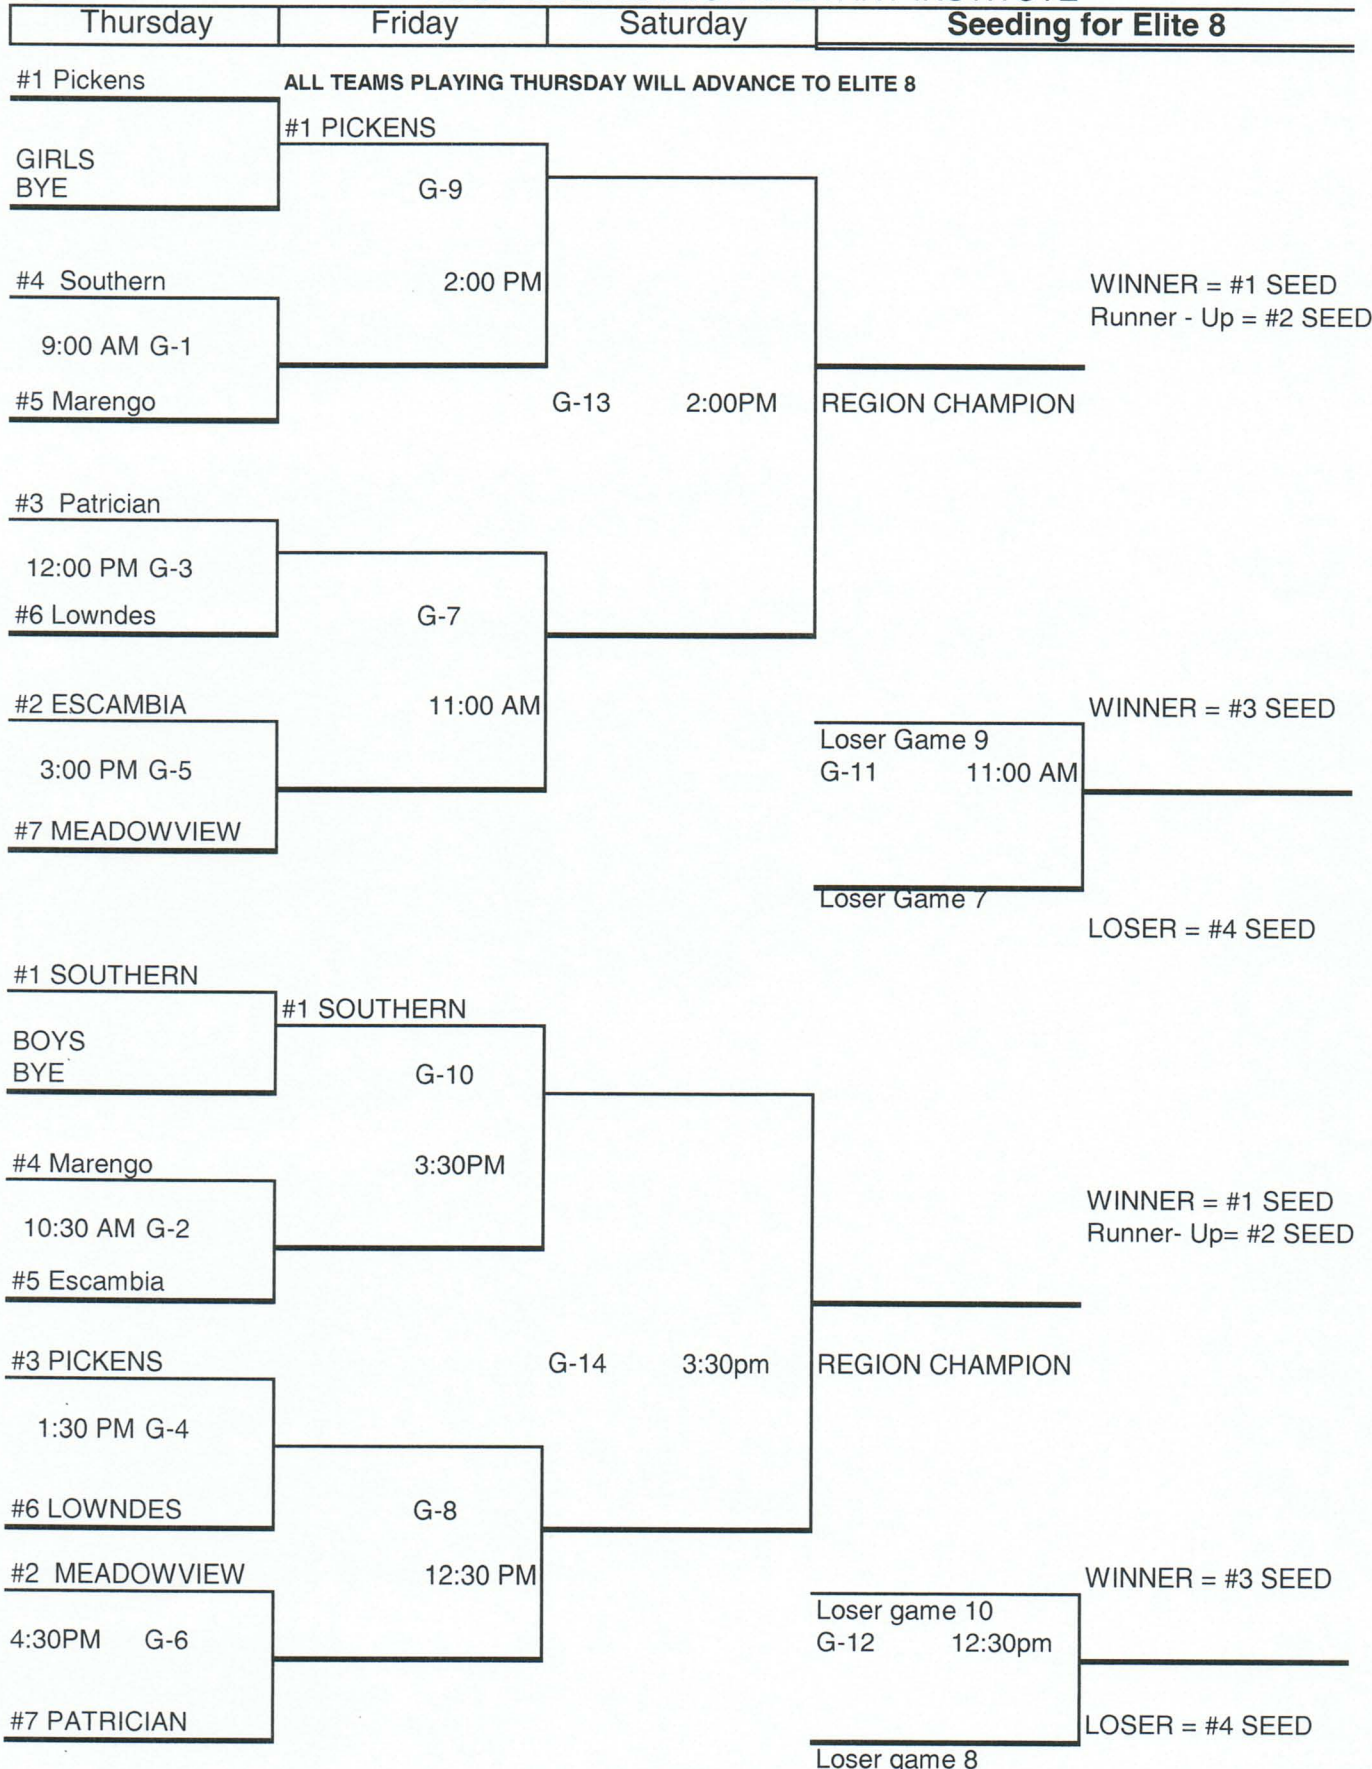 Thursday Friday Saturday Seeding for Elite 8
#1 Pickens
ALL TEAMS PLAYING THURSDAY WILL ADVANCE TO ELITE 8
#1 PICKENS
GIRLS
BYE
G-9
#4 Southern
2:00 PM
WINNER = #1 SEED
Runner - Up = #2 SEED
9:00 AM G-1
#5 Marengo
G-13 2:00PM
REGION CHAMPION
#3 Patrician
12:00 PM G-3
#6 Lowndes
G-7
#2 ESCAMBIA
11:00 AM
WINNER = #3 SEED
Loser Game 9
3:00 PM G-5
G-11 11:00 AM
#7 MEADOWVIEW
Loser Game 7
LOSER = #4 SEED
#1 SOUTHERN
#1 SOUTHERN
BOYS
BYE
G-10
#4 Marengo
3:30PM
WINNER = #1 SEED
Runner- Up= #2 SEED
10:30 AM G-2
#5 Escambia
#3 PICKENS
G-14 3:30pm
REGION CHAMPION
1:30 PM G-4
#6 LOWNDES
G-8
#2 MEADOWVIEW
12:30 PM
WINNER = #3 SEED
Loser game 10
4:30PM G-6
G-12 12:30pm
#7 PATRICIAN
LOSER = #4 SEED
Loser game 8